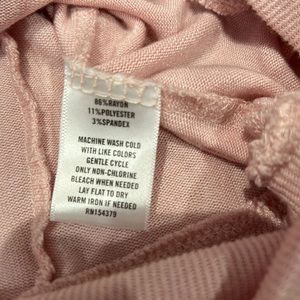 86%RAYON
11%POLYESTER
3%SPANDEX
MACHINE WASH COLD
WITH LIKE COLORS
GENTLE CYCLE
ONLY NON-CHLORINE
BLEACH WHEN NEEDED
LAY FLAT TO DRY
WARM IRON IF NEEDED
RN154379